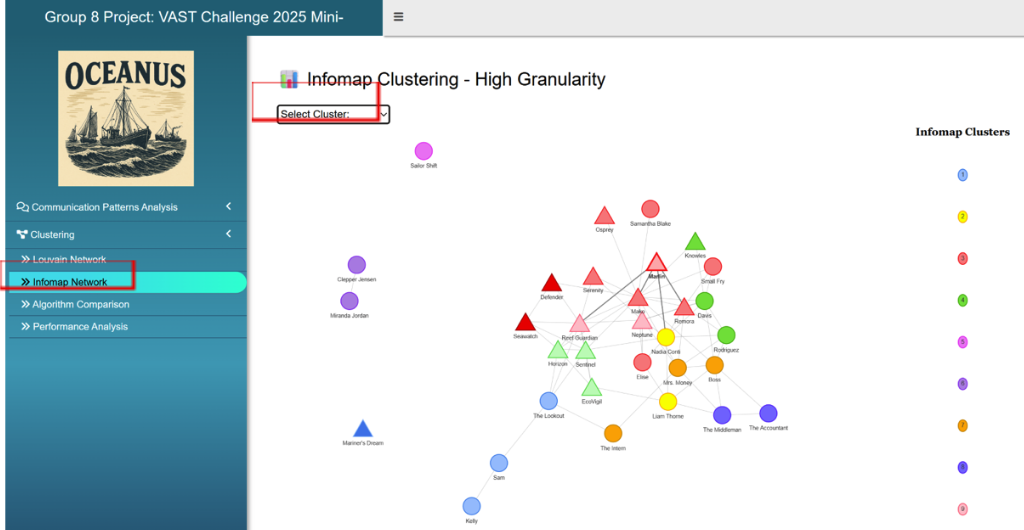 Group 8 Project: VAST Challenge 2025 Mini-
OCEANUS
Communication Patterns Analysis
Clustering
Louvain Network
Infomap Network
Algorithm Comparison
Performance Analysis
Infomap Clustering - High Granularity
Select Cluster:
Infomap Clusters
Sailor Shift
Samantha Blake
Osprey
Knowles
Marlin
Small Fry
Clepper Jensen
Serenity
Defender
Miranda Jordan
Mako
Remora
Davis
Seawatch
Reef Guardian
Neptune
Rodriguez
Nadia Conti
Horizon
Sentinel
Elise
Mrs. Money
Boss
EcoVigil
The Lookout
Liam Thorne
The Middleman
The Accountant
Mariner's Dream
The Intern
Sam
Kelly
1
2
3
4
5
6
7
8
9